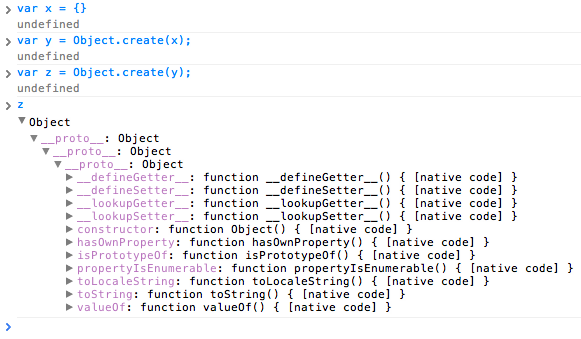 > var x = {}
undefined
> var y = Object.create(x);
undefined
> var z = Object.create(y);
undefined
> z
▼ Object
▼ __proto__: Object
▼ __proto__: Object
▼ __proto__: Object
▶ __defineGetter__: function __defineGetter__() { [native code] }
▶ __defineSetter__: function __defineSetter__() { [native code] }
▶ __lookupGetter__: function __lookupGetter__() { [native code] }
▶ __lookupSetter__: function __lookupSetter__() { [native code] }
▶ constructor: function Object() { [native code] }
▶ hasOwnProperty: function hasOwnProperty() { [native code] }
▶ isPrototypeOf: function isPrototypeOf() { [native code] }
▶ propertyIsEnumerable: function propertyIsEnumerable() { [native code] }
▶ toLocaleString: function toLocaleString() { [native code] }
▶ toString: function toString() { [native code] }
▶ valueOf: function valueOf() { [native code] }
>